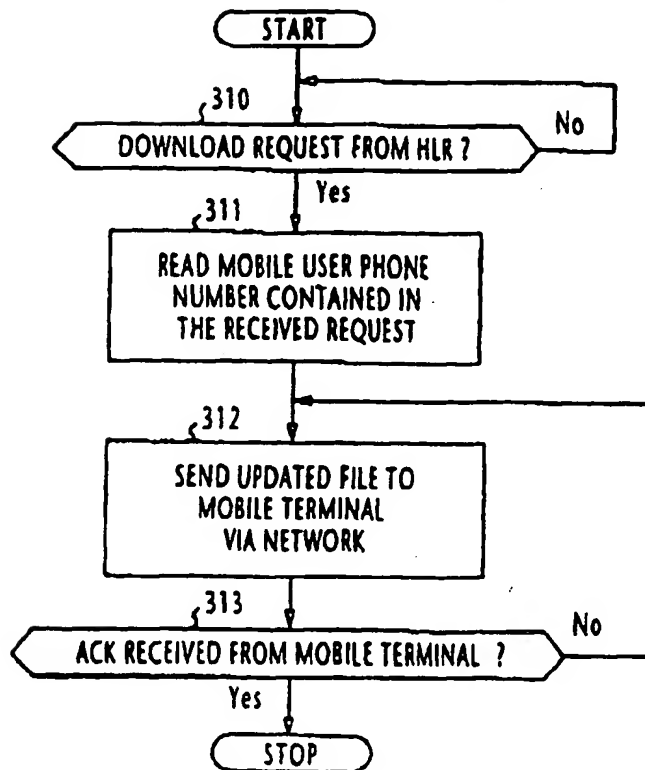 START
310
DOWNLOAD REQUEST FROM HLR ?
No
Yes
311
READ MOBILE USER PHONE
NUMBER CONTAINED IN
THE RECEIVED REQUEST
312
SEND UPDATED FILE TO
MOBILE TERMINAL
VIA NETWORK
313
ACK RECEIVED FROM MOBILE TERMINAL ?
No
Yes
STOP